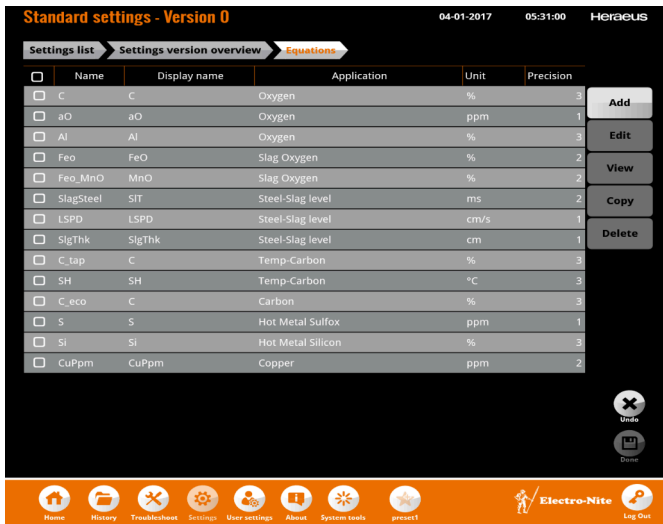 Standard settings - Version 0 04-01-2017 05:31:00 Heraeus
Settings list Settings version overview Equations
Name Display name Application Unit Precision
C C Oxygen % 3
aO aO Oxygen ppm 1
Al Al Oxygen % 3
Feo FeO Slag Oxygen % 2
Feo_MnO MnO Slag Oxygen % 2
SlagSteel SlT Steel-Slag level ms 2
LSPD LSPD Steel-Slag level cm/s 1
SlgThk SlgThk Steel-Slag level cm 1
C_tap C Temp-Carbon % 3
SH SH Temp-Carbon °C 3
C_eco C Carbon % 3
S S Hot Metal Sulfox ppm 1
Si Si Hot Metal Silicon % 3
CuPpm CuPpm Copper ppm 2
Add
Edit
View
Copy
Delete
Undo
Done
Home History Troubleshoot Settings User settings About System tools preset1 Electro-Nite Log Out